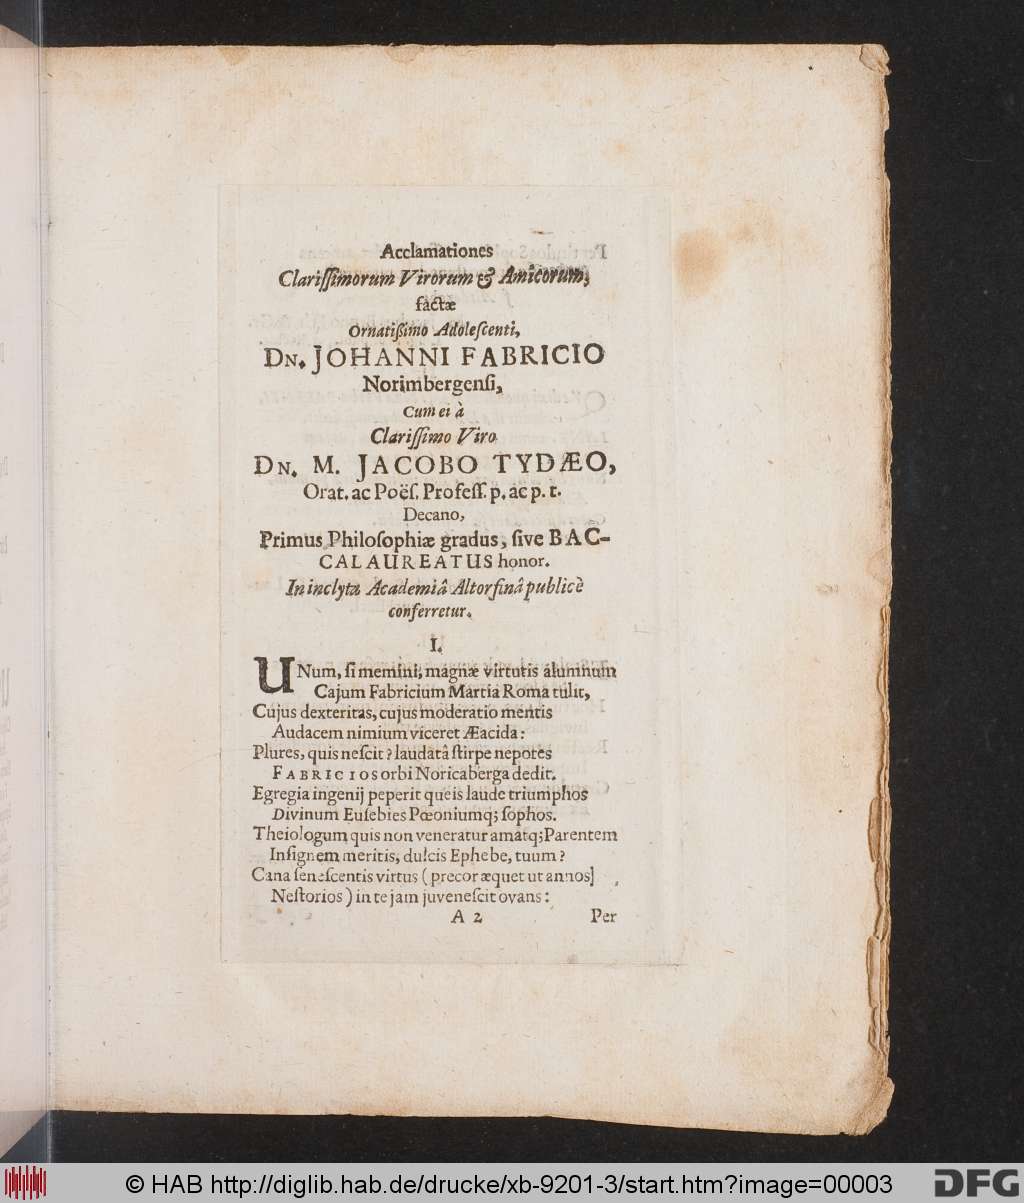 Acclamationes
Clariſſimorum Virorum & Amicorum,
factæ
Ornatiſsimo Adoleſcenti,
DN. JOHANNI FABRICIO
Norimbergenſi,
Cum ei à
Clariſſimo Viro
DN. M. JACOBO TYDÆO,
Orat. ac Poëſ. Profeſſ. p. ac p. t.
Decano,
Primus Philoſophiæ gradus, ſive BAC-
CALAUREATUS honor.
In inclyta Academiâ Altorfinâ publicè
conferretur.
I.
UNum, ſi memini, magnæ virtutis alumnum
Cajum Fabricium Martia Roma tulit,
Cujus dexteritas, cujus moderatio mentis
Audacem nimium viceret Æacida:
Plures, quis neſcit? laudatâ ſtirpe nepotes
FABRICIOS orbi Noricaberga dedit.
Egregia ingenij peperit queis laude triumphos
Divinum Euſebies Pœoniumq; ſophos.
Theiologum quis non veneratur amatq; Parentem
Inſignem meritis, dulcis Ephebe, tuum?
Cana ſeneſcentis virtus ( precor æquet ut annos]
Neſtorios ) in te jam juveneſcit ovans:
A 2
Per
© HAB http://diglib.hab.de/drucke/xb-9201-3/start.htm?image=00003
DFG